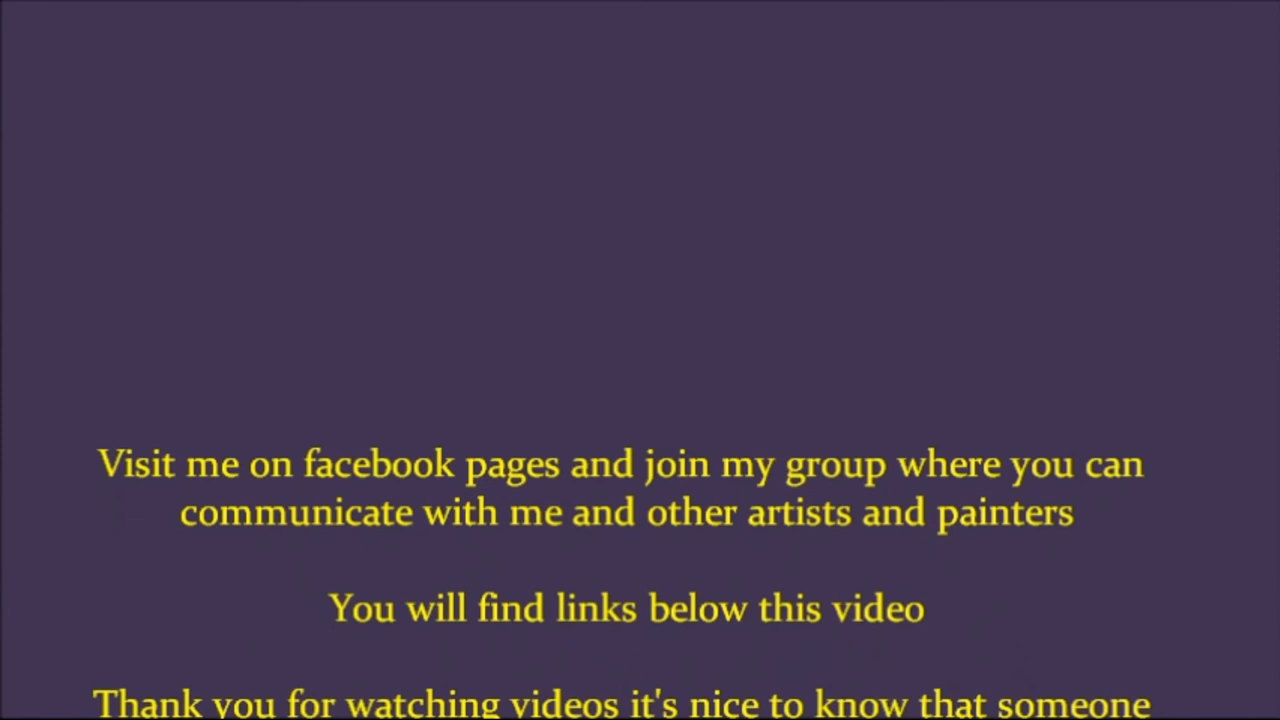 Visit me on facebook pages and join my group where you can
communicate with me and other artists and painters
You will find links below this video
Thank you for watching videos it's nice to know that someone